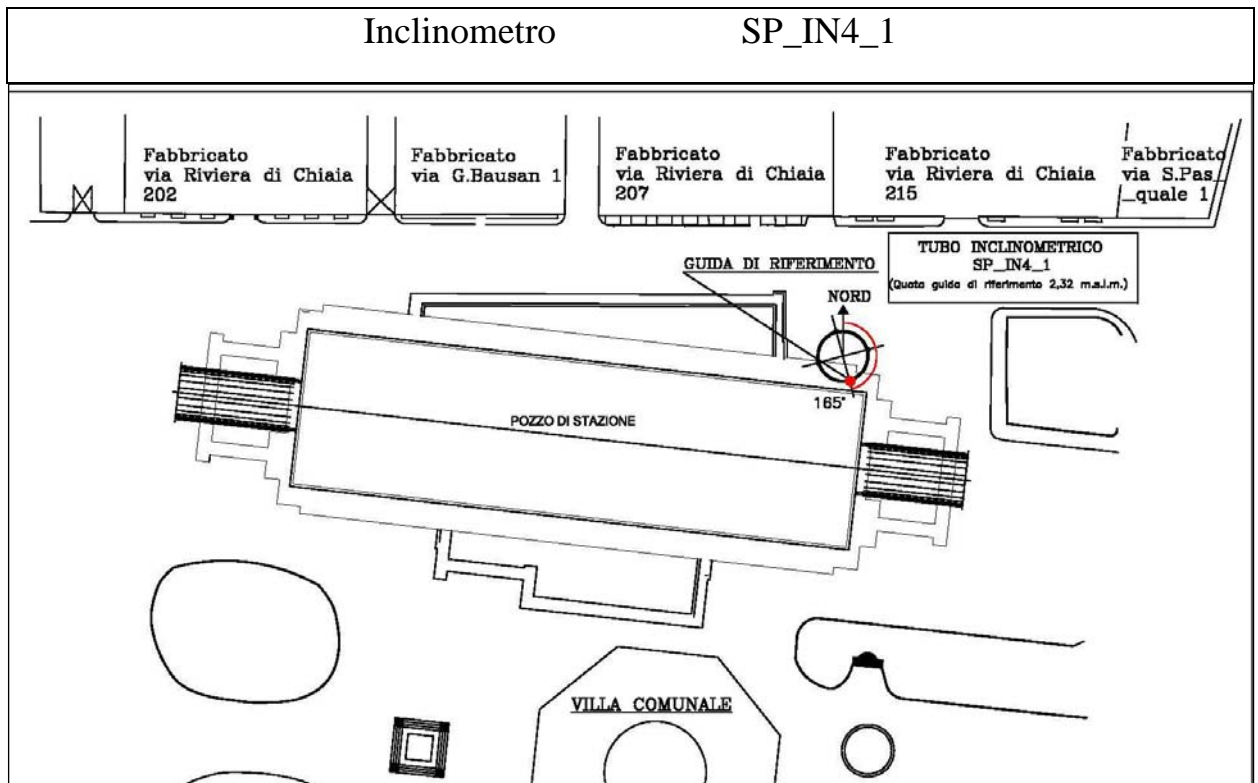 Inclinometro SP_IN4_1
Fabbricato
via Riviera di Chiaia
202
Fabbricato
via G.Bausan 1
Fabbricato
via Riviera di Chiaia
207
Fabbricato
via Riviera di Chiaia
215
Fabbricato
via S.Pas_
_quale 1
TUBO INCLINOMETRICO
SP_IN4_1
(Quota guida di riferimento 2,32 m.s.l.m.)
GUIDA DI RIFERIMENTO
NORD
165°
POZZO DI STAZIONE
VILLA COMUNALE